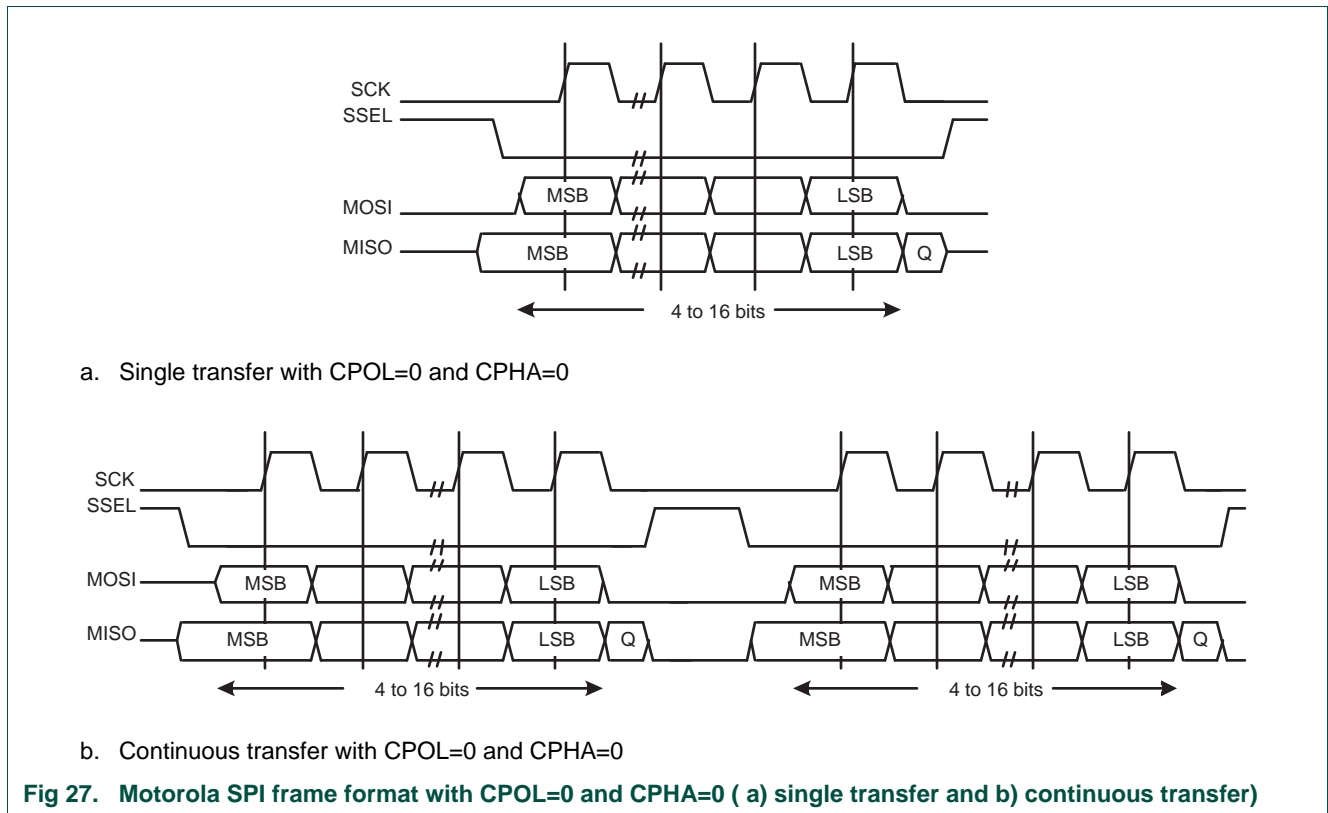 SCK
SSEL
MOSI MSB LSB
MISO MSB LSB Q
4 to 16 bits
a. Single transfer with CPOL=0 and CPHA=0
SCK
SSEL
MOSI MSB LSB MSB LSB
MISO MSB LSB Q MSB LSB Q
4 to 16 bits 4 to 16 bits
b. Continuous transfer with CPOL=0 and CPHA=0
Fig 27. Motorola SPI frame format with CPOL=0 and CPHA=0 ( a) single transfer and b) continuous transfer)